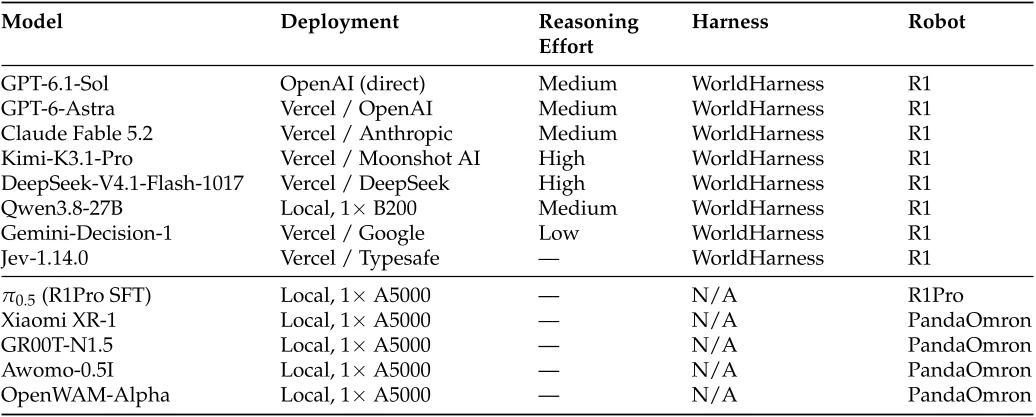 Model Deployment Reasoning Effort Harness Robot
GPT-6.1-Sol OpenAI (direct) Medium WorldHarness R1
GPT-6-Astra Vercel / OpenAI Medium WorldHarness R1
Claude Fable 5.2 Vercel / Anthropic Medium WorldHarness R1
Kimi-K3.1-Pro Vercel / Moonshot AI High WorldHarness R1
DeepSeek-V4.1-Flash-1017 Vercel / DeepSeek High WorldHarness R1
Qwen3.8-27B Local, 1× B200 Medium WorldHarness R1
Gemini-Decision-1 Vercel / Google Low WorldHarness R1
Jev-1.14.0 Vercel / Typesafe — WorldHarness R1
π0.5 (R1Pro SFT) Local, 1× A5000 — N/A R1Pro
Xiaomi XR-1 Local, 1× A5000 — N/A PandaOmron
GR00T-N1.5 Local, 1× A5000 — N/A PandaOmron
Awomo-0.5I Local, 1× A5000 — N/A PandaOmron
OpenWAM-Alpha Local, 1× A5000 — N/A PandaOmron